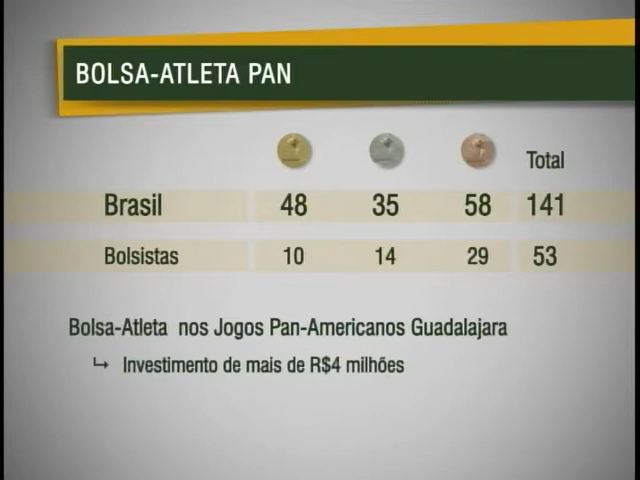 BOLSA-ATLETA PAN
Total
Brasil 48 35 58 141
Bolsistas 10 14 29 53
Bolsa-Atleta nos Jogos Pan-Americanos Guadalajara
↳ Investimento de mais de R$4 milhões